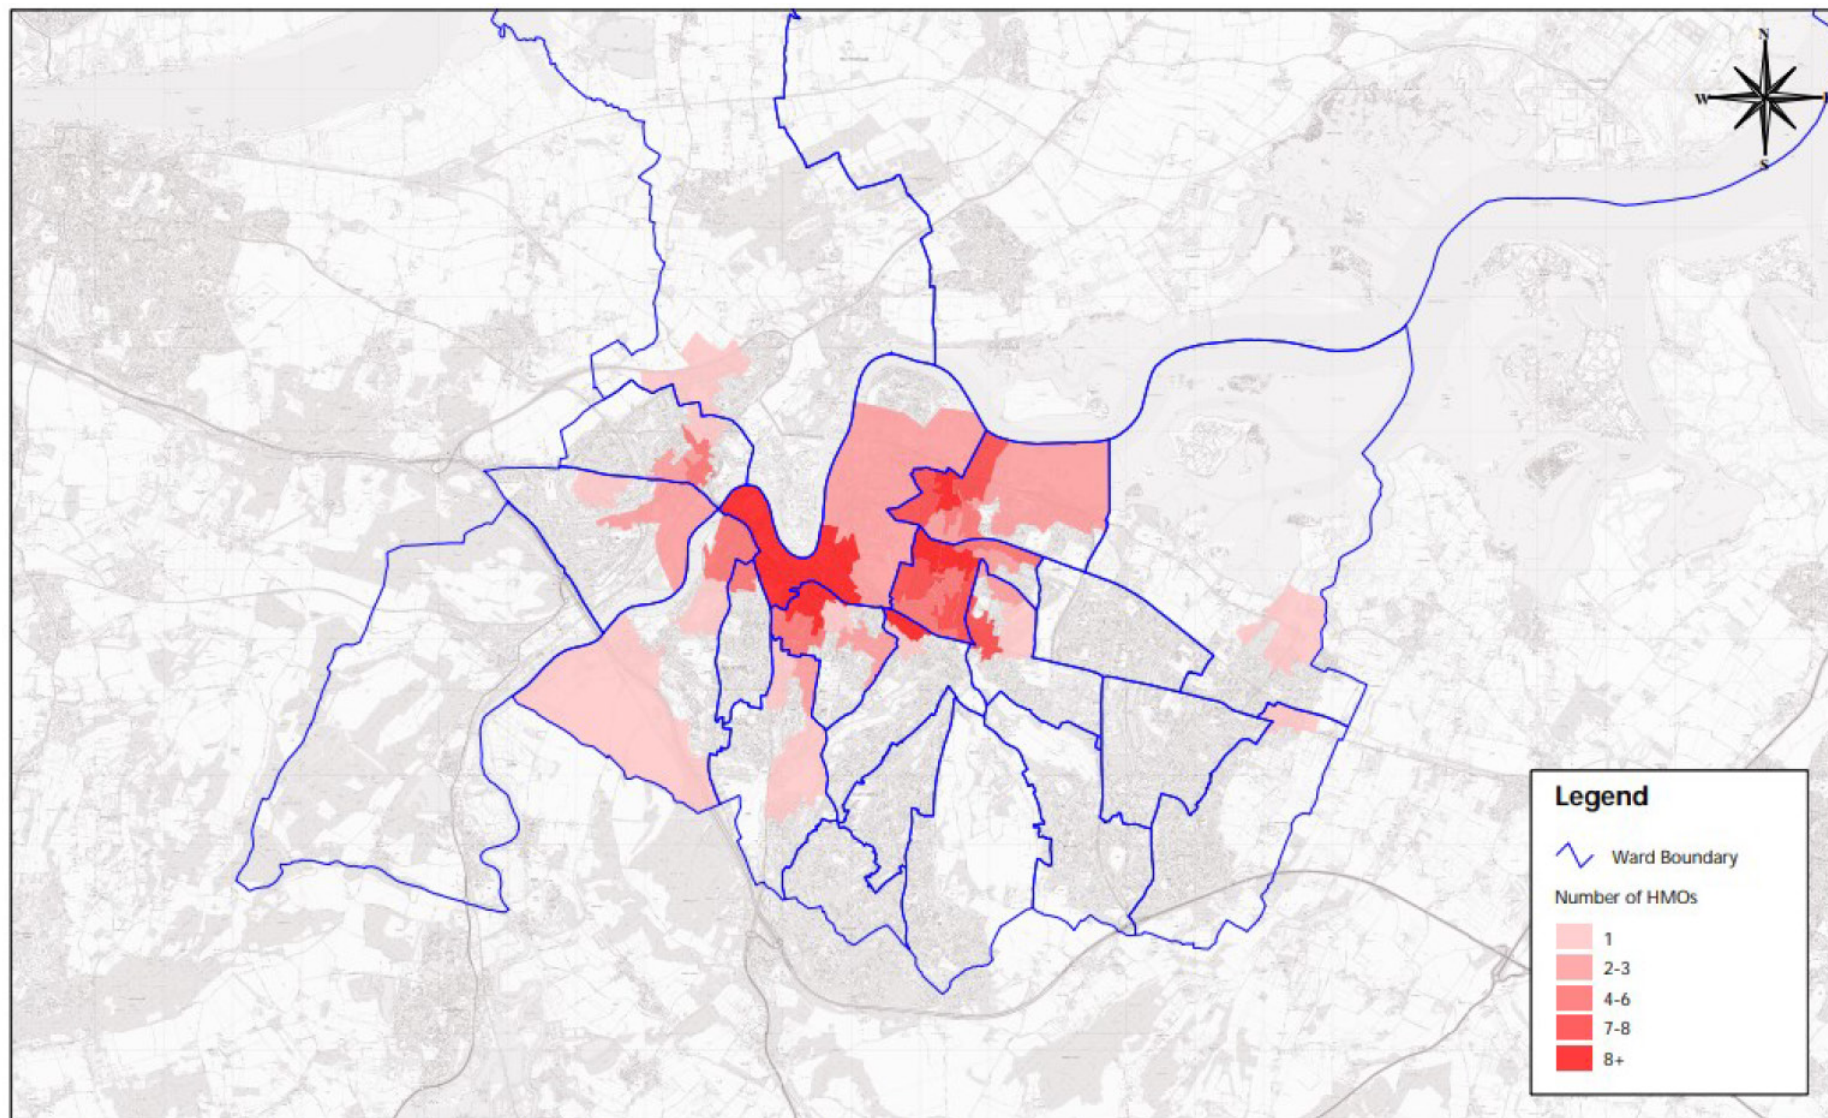 N
W
S
Legend
Ward Boundary
Number of HMOs
1
2-3
4-6
7-8
8+